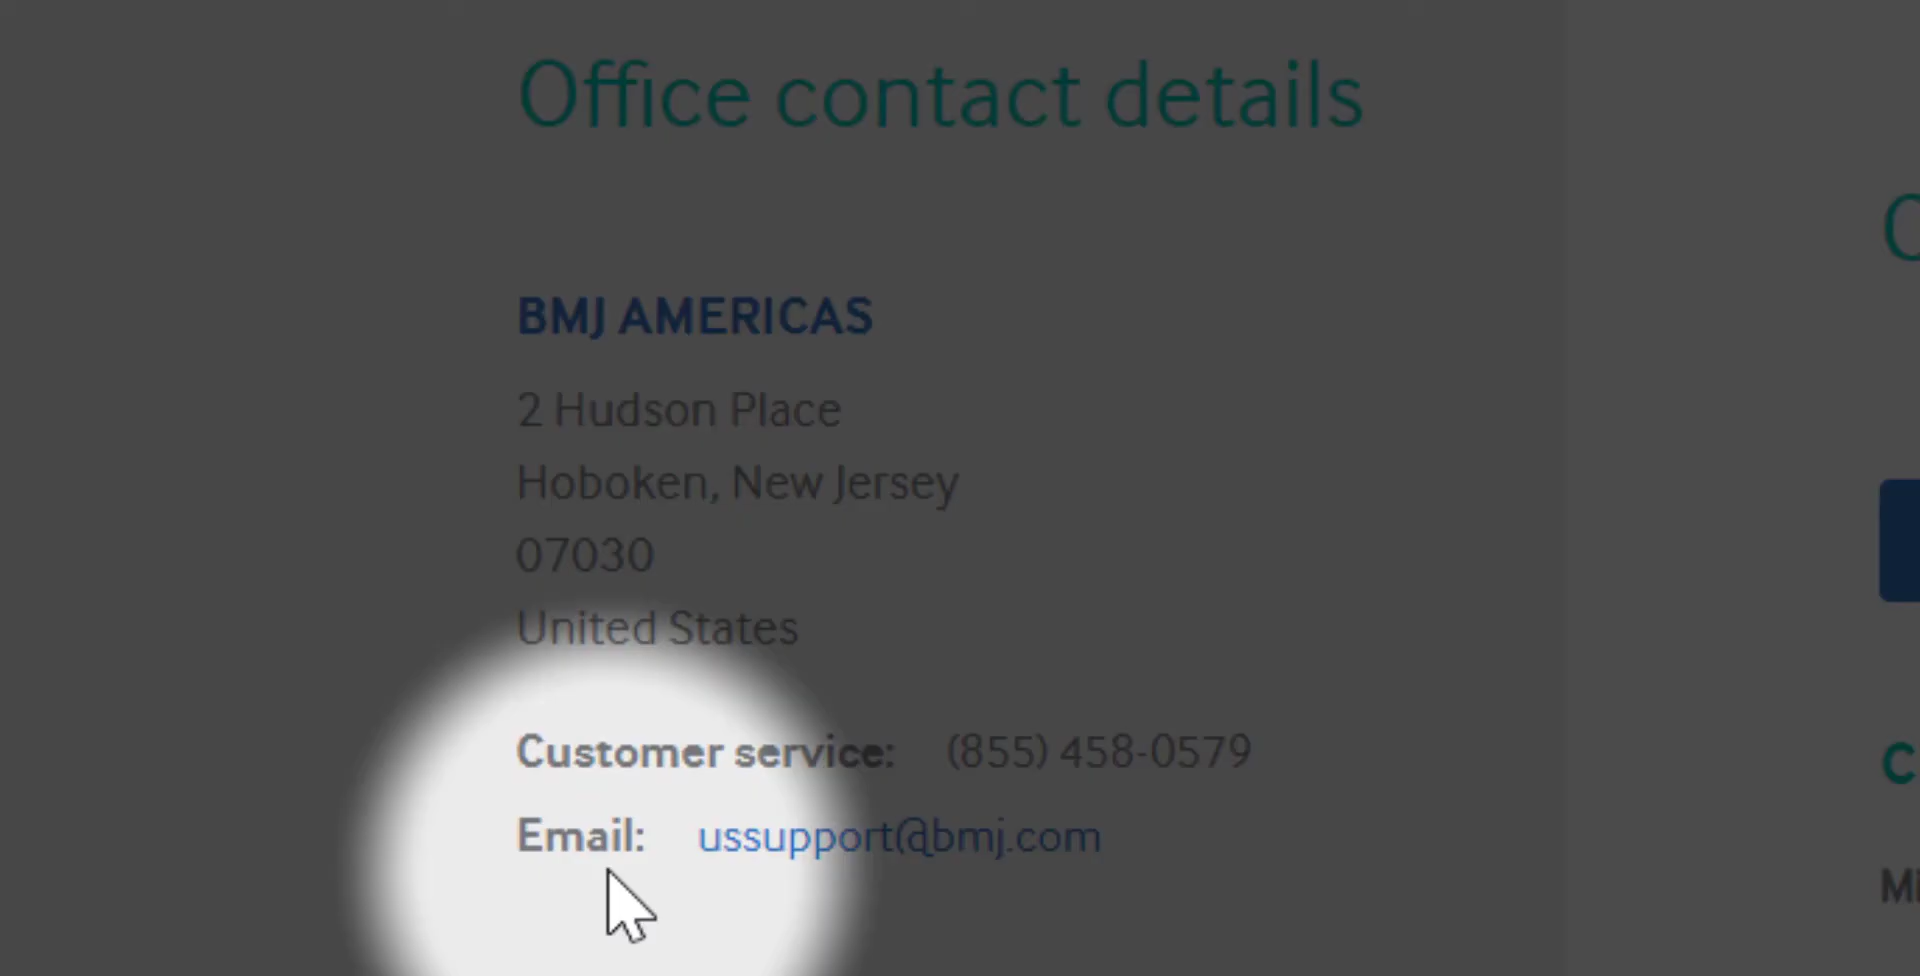 Office contact details
BMJ AMERICAS
2 Hudson Place
Hoboken, New Jersey
07030
United States
Customer service: (855) 458-0579
Email: ussupport@bmj.com